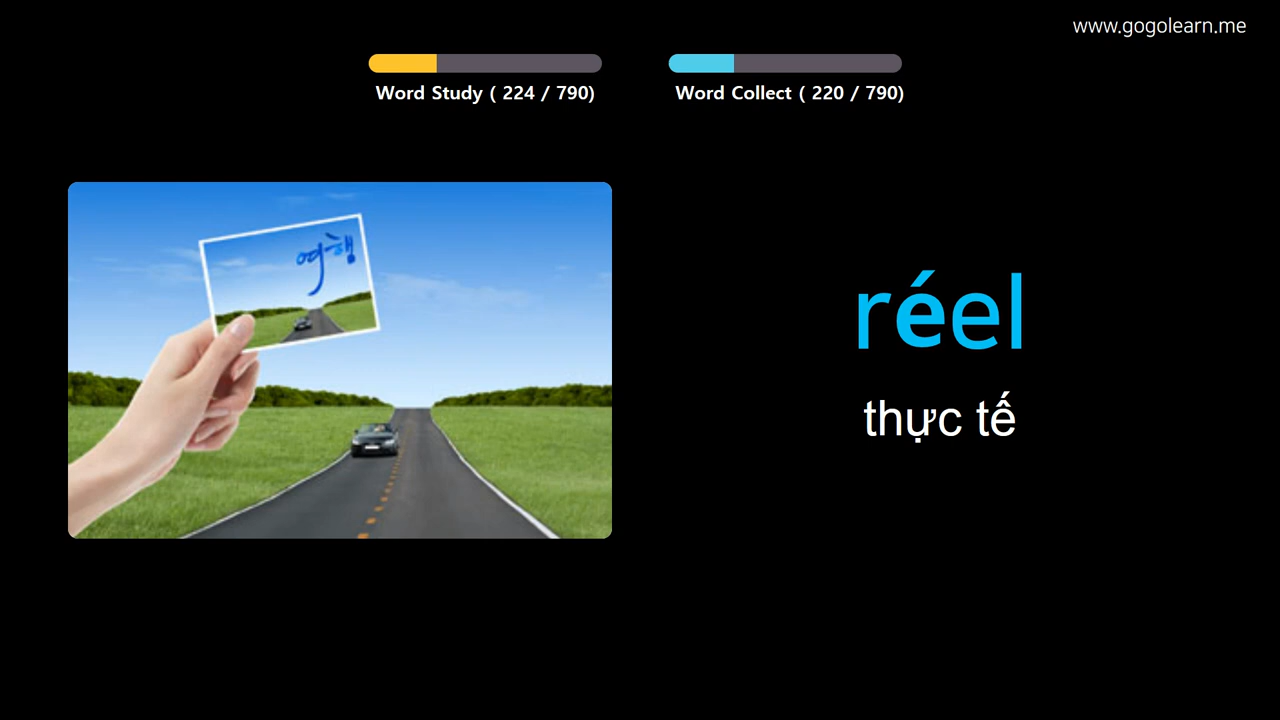 www.gogolearn.me
Word Study ( 224 / 790)
Word Collect ( 220 / 790)
여행
réel
thực tế